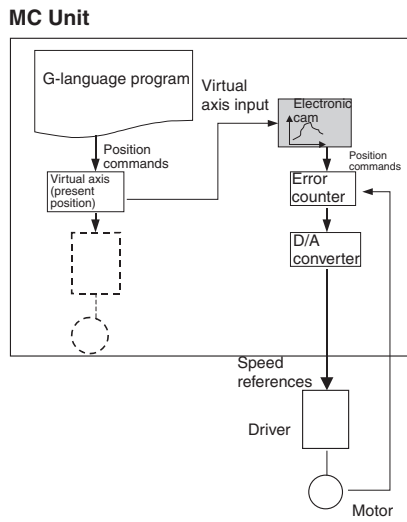 MC Unit
G-language program
Virtual
axis input
Electronic
cam
Position
commands
Position
commands
Virtual axis
(present
position)
Error
counter
D/A
converter
Speed
references
Driver
Motor